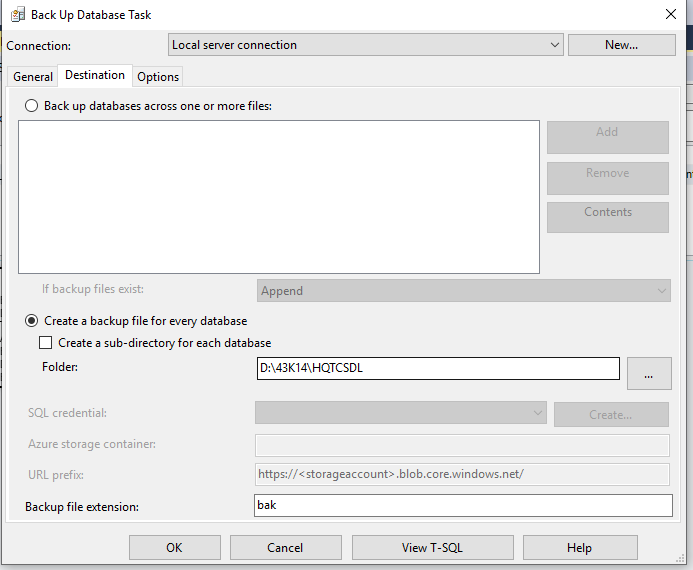 Back Up Database Task
Connection:
Local server connection
New...
General
Destination
Options
Back up databases across one or more files:
Add
Remove
Contents
If backup files exist:
Append
Create a backup file for every database
Create a sub-directory for each database
Folder:
D:\43K14\HQTCSDL
...
SQL credential:
Create...
Azure storage container:
URL prefix:
https://<storageaccount>.blob.core.windows.net/
Backup file extension:
bak
OK
Cancel
View T-SQL
Help